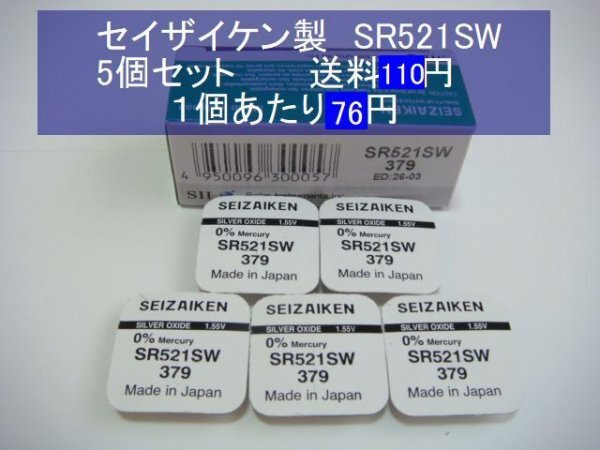 セイザイケン製　SR521SW
5個セット　　送料110円
１個あたり76円
SEIZAIKEN
SR521SW
379
ED:26-03
4 950096 300057
SII
SEIZAIKEN
SILVER OXIDE 1.55V
0% Mercury
SR521SW
379
Made in Japan
SEIZAIKEN
SILVER OXIDE 1.55V
0% Mercury
SR521SW
379
Made in Japan
SEIZAIKEN
SILVER OXIDE 1.55V
0% Mercury
SR521SW
379
Made in Japan
SEIZAIKEN
SILVER OXIDE 1.55V
0% Mercury
SR521SW
379
Made in Japan
SEIZAIKEN
SILVER OXIDE 1.55V
0% Mercury
SR521SW
379
Made in Japan